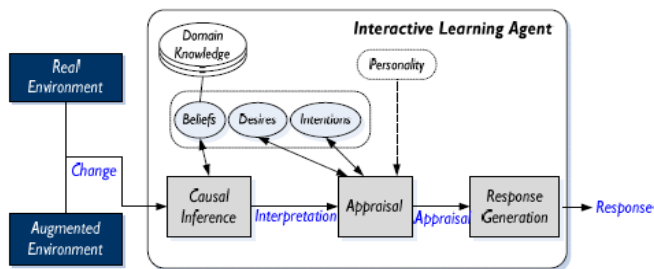 Interactive Learning Agent
Domain
Knowledge
Real
Environment
Personality
Beliefs
Desires
Intentions
Change
Causal
Inference
Interpretation
Appraisal
Appraisal
Response
Generation
Response
Augmented
Environment